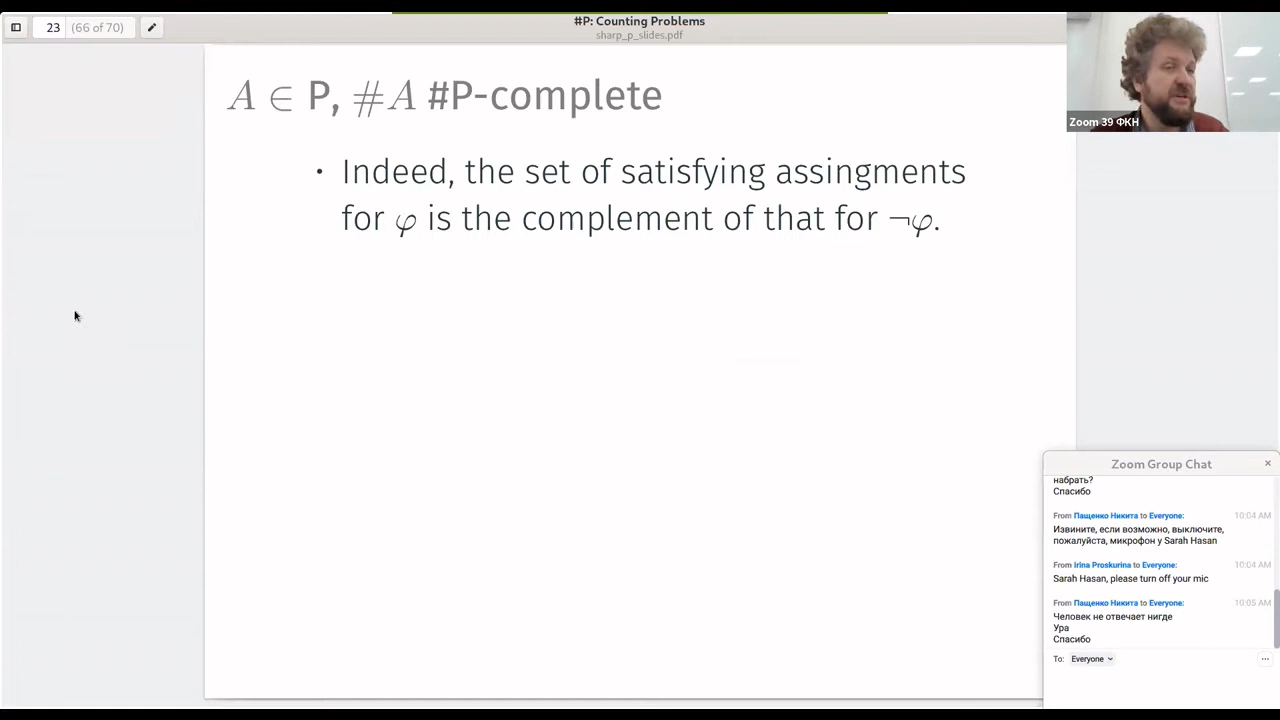 23 (66 of 70)
#P: Counting Problems
sharp_p_slides.pdf
A ∈ P, #A #P-complete
• Indeed, the set of satisfying assingments
for φ is the complement of that for ¬φ.
Zoom 39 ФКН
Zoom Group Chat
набрать?
Спасибо
From Пащенко Никита to Everyone: 10:04 AM
Извините, если возможно, выключите,
пожалуйста, микрофон у Sarah Hasan
From Irina Proskurina to Everyone: 10:04 AM
Sarah Hasan, please turn off your mic
From Пащенко Никита to Everyone: 10:05 AM
Человек не отвечает нигде
Ура
Спасибо
To: Everyone